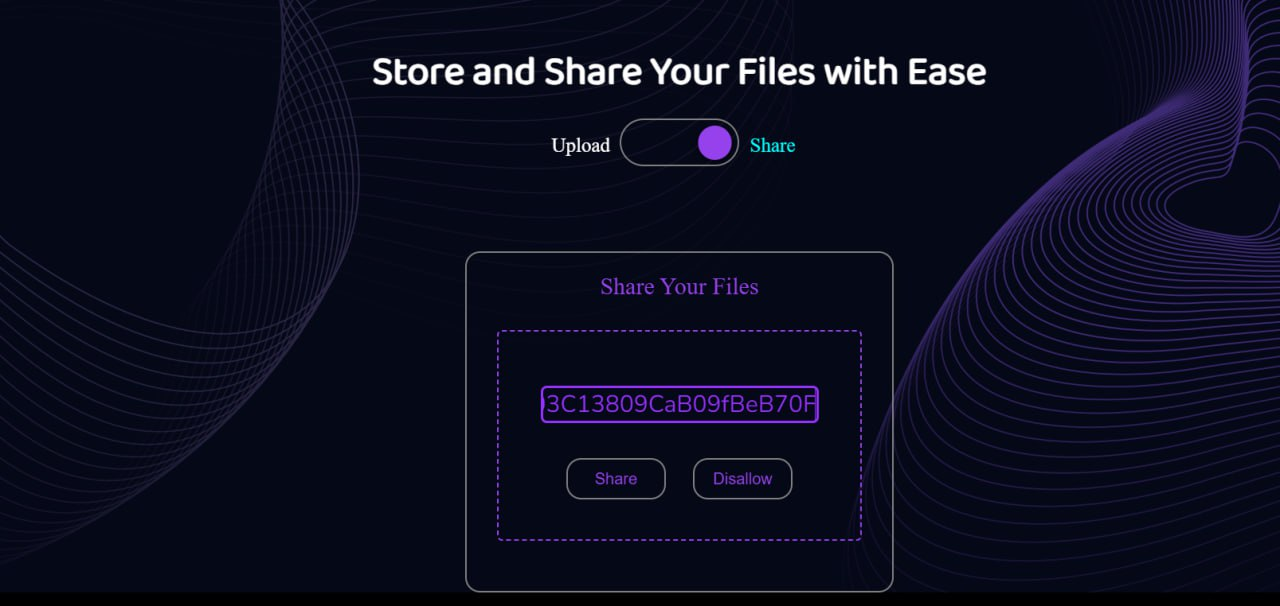 Store and Share Your Files with Ease
Upload Share
Share Your Files
3C13809CaB09fBeB70F
Share Disallow